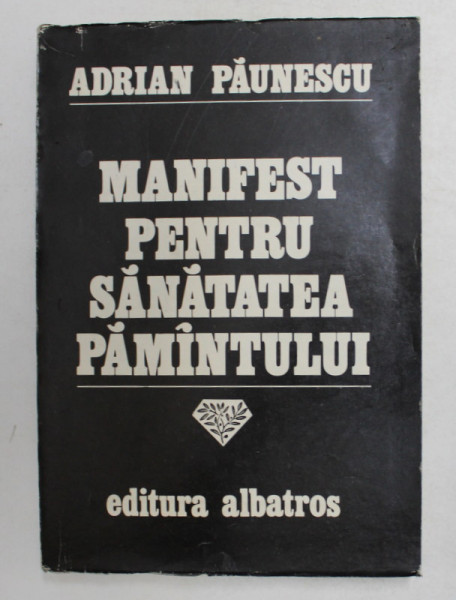 ADRIAN PĂUNESCU
MANIFEST
PENTRU
SĂNĂTATEA
PĂMÎNTULUI
editura albatros